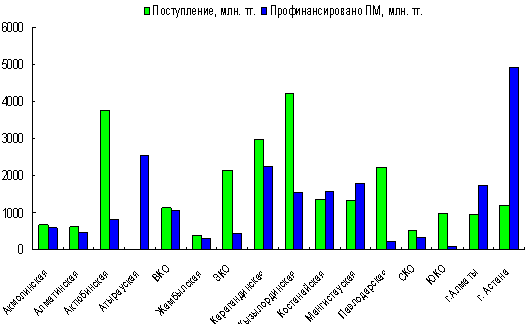 Поступление, млн. тг. Профинансировано ПМ, млн. тг.
6000
5000
4000
3000
2000
1000
0
Акмолинская
Алматинская
Актюбинская
Атырауская
ВКО
Жамбылская
ЗКО
Карагандинская
Кызылординская
Костанайская
Мангистауская
Павлодарская
СКО
ЮКО
г.Алматы
г. Астана